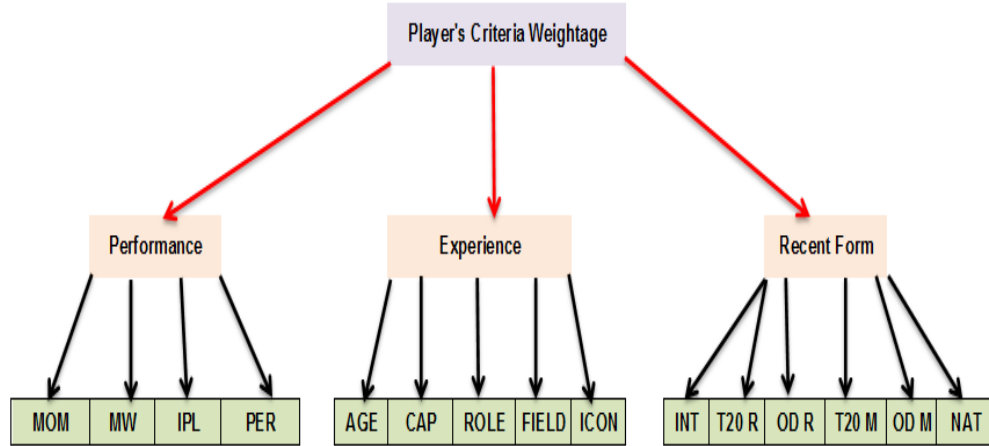 Player's Criteria Weightage
Performance
Experience
Recent Form
MOM
MW
IPL
PER
AGE
CAP
ROLE
FIELD
ICON
INT
T20 R
OD R
T20 M
OD M
NAT